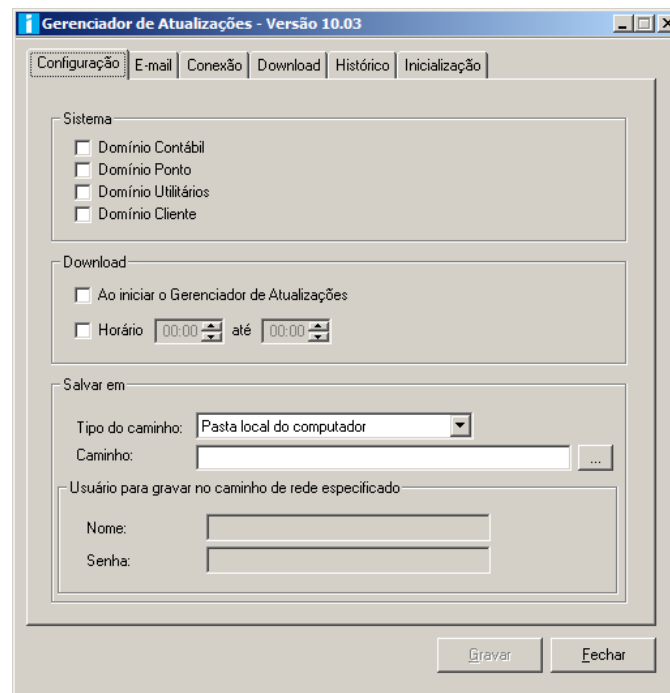 Gerenciador de Atualizações - Versão 10.03
Configuração E-mail Conexão Download Histórico Inicialização
Sistema
Domínio Contábil
Domínio Ponto
Domínio Utilitários
Domínio Cliente
Download
Ao iniciar o Gerenciador de Atualizações
Horário 00:00 até 00:00
Salvar em
Tipo do caminho: Pasta local do computador
Caminho: ...
Usuário para gravar no caminho de rede especificado
Nome:
Senha:
Gravar Fechar